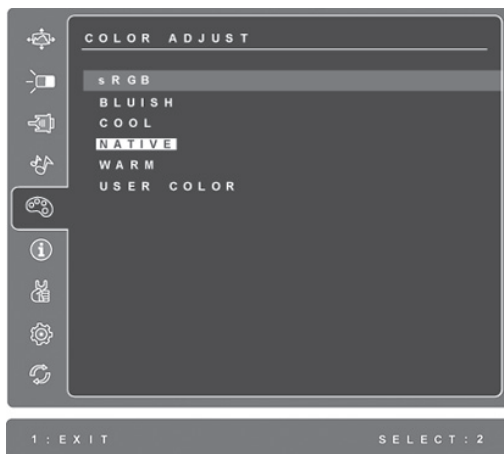 COLOR ADJUST
sRGB
BLUISH
COOL
NATIVE
WARM
USER COLOR
i
1:EXIT SELECT:2